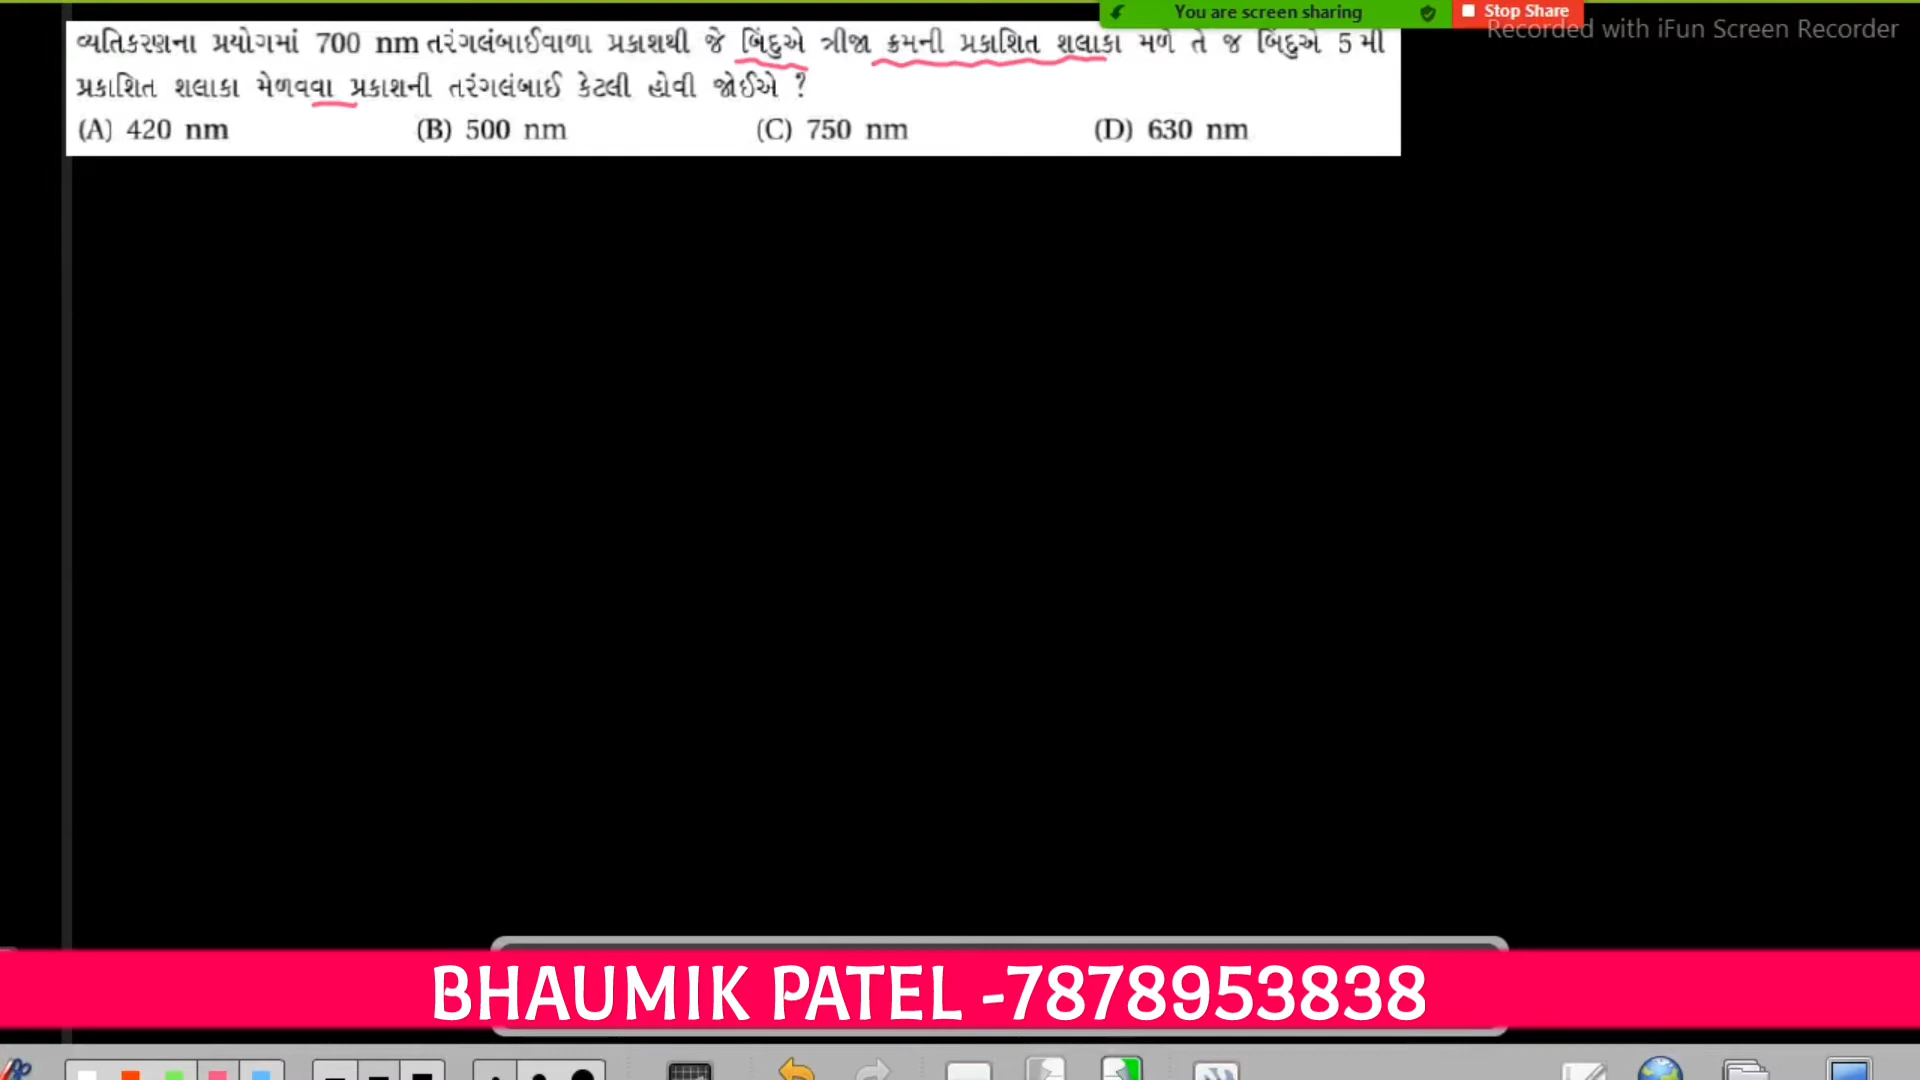 You are screen sharing
Stop Share
Recorded with iFun Screen Recorder
વ્યતિકરણના પ્રયોગમાં 700 nm તરંગલંબાઈવાળા પ્રકાશથી જે બિંદુએ ત્રીજા ક્રમની પ્રકાશિત શલાકા મળે તે જ બિંદુએ 5 મી
પ્રકાશિત શલાકા મેળવવા પ્રકાશની તરંગલંબાઈ કેટલી હોવી જોઈએ ?
(A) 420 nm (B) 500 nm (C) 750 nm (D) 630 nm
BHAUMIK PATEL -7878953838